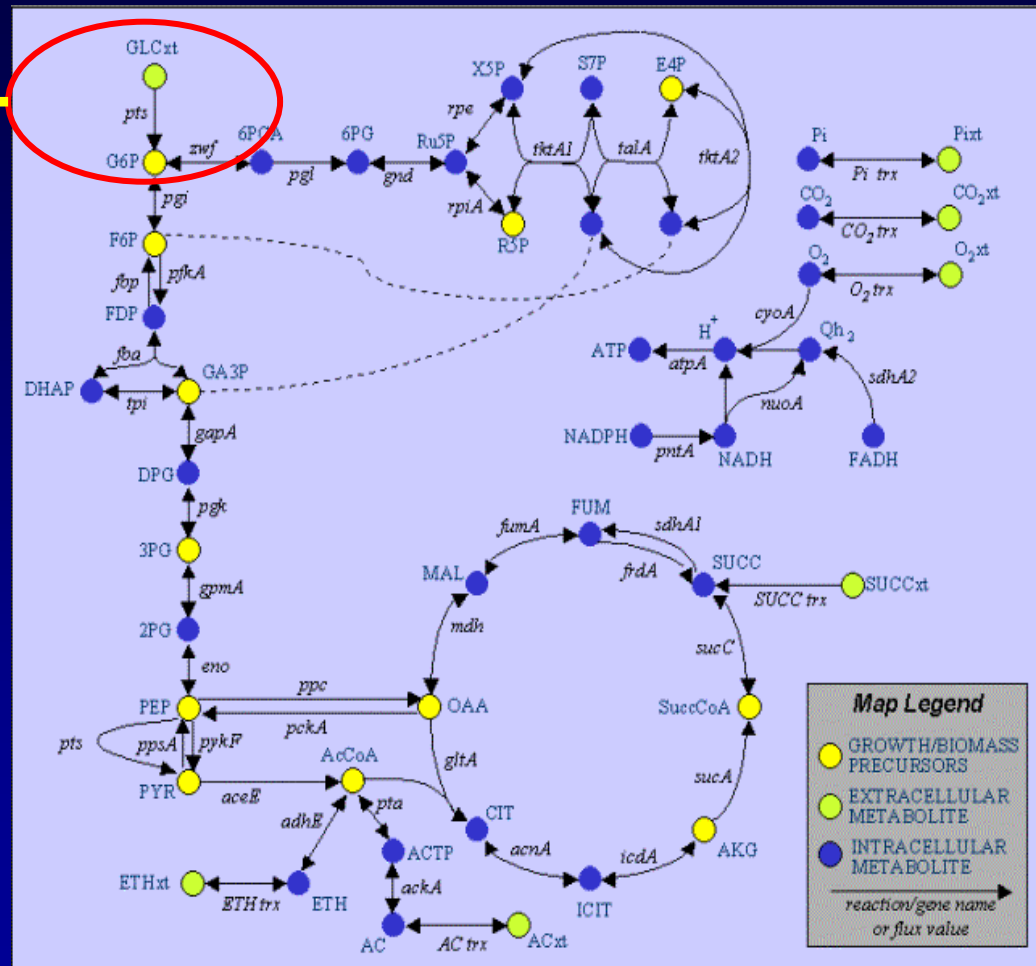 GLCxt
pts
G6P
zwf
6PGA
pgl
6PG
gnd
Ru5P
rpe
X5P
S7P
E4P
tktA1
talA
tktA2
rpiA
R5P
pgi
F6P
fbp
pfkA
FDP
fba
DHAP
tpi
GA3P
gapA
DPG
pgk
3PG
gpmA
2PG
eno
PEP
ppc
pckA
OAA
pts
ppsA
pykF
PYR
aceE
AcCoA
pta
adhE
ACTP
ackA
ETHxt
ETH trx
ETH
AC
AC trx
ACxt
gltA
CIT
acnA
ICIT
icdA
AKG
sucA
SuccCoA
sucC
SUCC
SUCC trx
SUCCxt
sdhA1
frdA
FUM
fumA
MAL
mdh
Pi
Pi trx
Pixt
CO2
CO2 trx
CO2xt
O2
O2 trx
O2xt
cyoA
ATP
atpA
H+
Qh2
sdhA2
nuoA
NADPH
pntA
NADH
FADH
Map Legend
GROWTH/BIOMASS
PRECURSORS
EXTRACELLULAR
METABOLITE
INTRACELLULAR
METABOLITE
reaction/gene name
or flux value